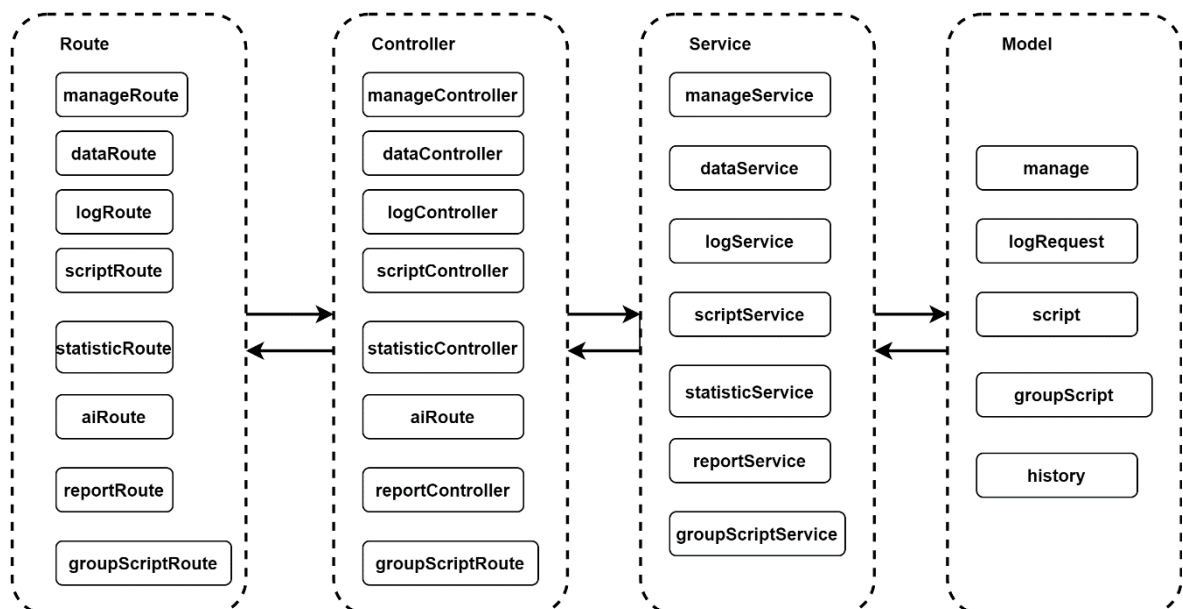 Route
manageRoute
dataRoute
logRoute
scriptRoute
statisticRoute
aiRoute
reportRoute
groupScriptRoute
Controller
manageController
dataController
logController
scriptController
statisticController
aiRoute
reportController
groupScriptRoute
Service
manageService
dataService
logService
scriptService
statisticService
reportService
groupScriptService
Model
manage
logRequest
script
groupScript
history